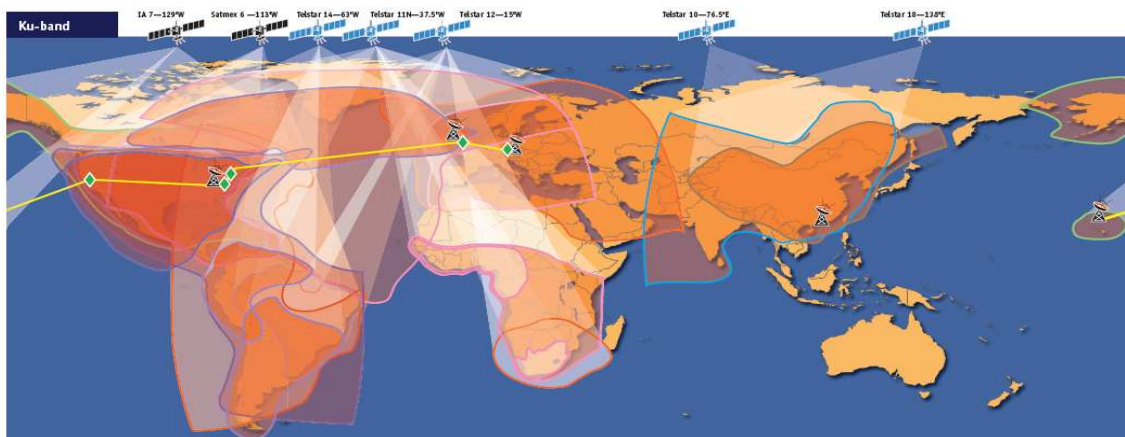 Ku-band
IA 7—129°W
Satmex 6 —113°W
Telstar 14—63°W
Telstar 11N—37.5°W
Telstar 12—15°W
Telstar 10—76.5°E
Telstar 18—138°E